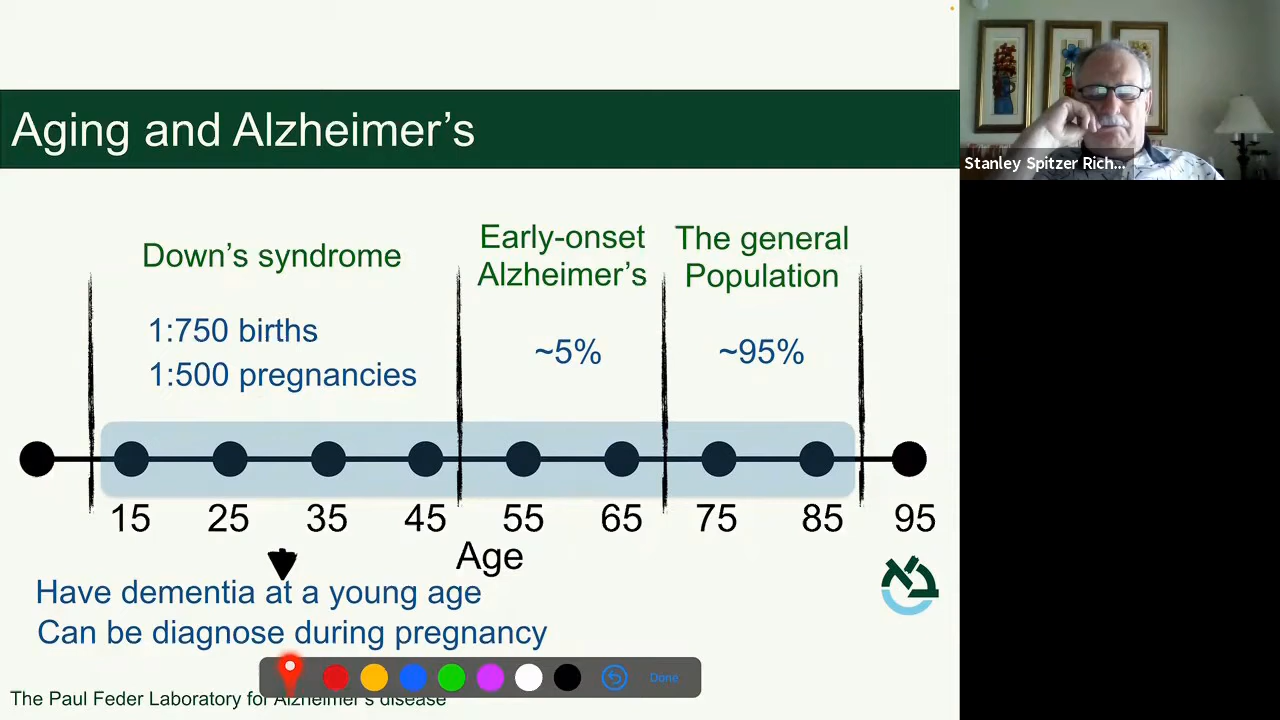 Aging and Alzheimer's
Stanley Spitzer Rich...
Down's syndrome
Early-onset
Alzheimer's
The general
Population
1:750 births
1:500 pregnancies
~5%
~95%
15 25 35 45 55 65 75 85 95
Age
Have dementia at a young age
Can be diagnose during pregnancy
Done
The Paul Feder Laboratory for Alzheimer's disease